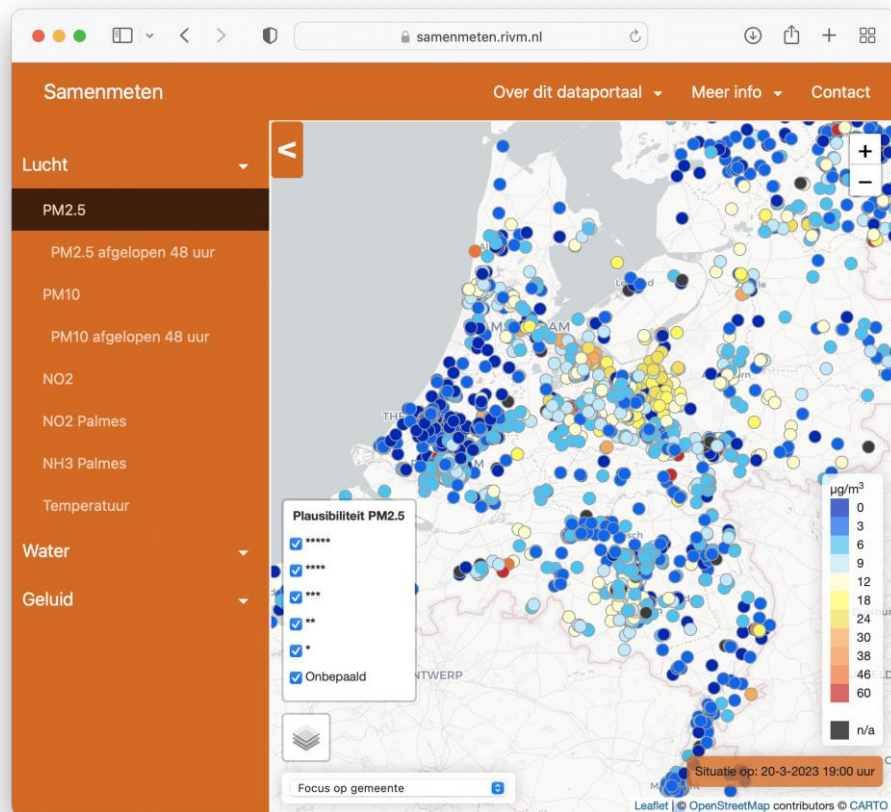 samenmeten.rivm.nl
Samenmeten
Over dit dataportaal
Meer info
Contact
Lucht
PM2.5
PM2.5 afgelopen 48 uur
PM10
PM10 afgelopen 48 uur
NO2
NO2 Palmes
NH3 Palmes
Temperatuur
Water
Geluid
<
+
−
AM
THE
Plausibiliteit PM2.5
*****
****
***
**
*
Onbepaald
NTWERP
µg/m³
0
3
6
9
12
18
24
30
38
46
60
n/a
Focus op gemeente
Situatie op: 20-3-2023 19:00 uur
Leaflet | © OpenStreetMap contributors © CARTO